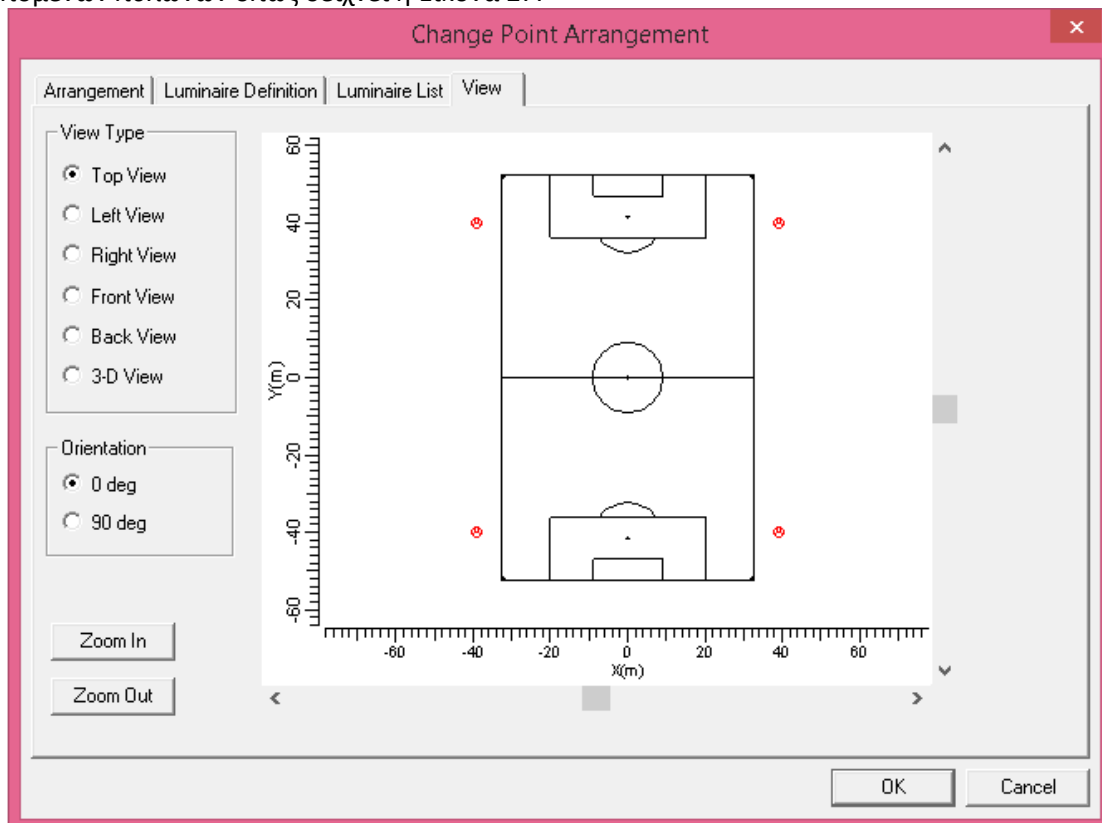 Change Point Arrangement
Arrangement Luminaire Definition Luminaire List View
View Type
Top View
Left View
Right View
Front View
Back View
3-D View
Orientation
0 deg
90 deg
Zoom In
Zoom Out
60
40
20
0
-20
-40
-60
Y(m)
-60 -40 -20 0 20 40 60
X(m)
OK Cancel